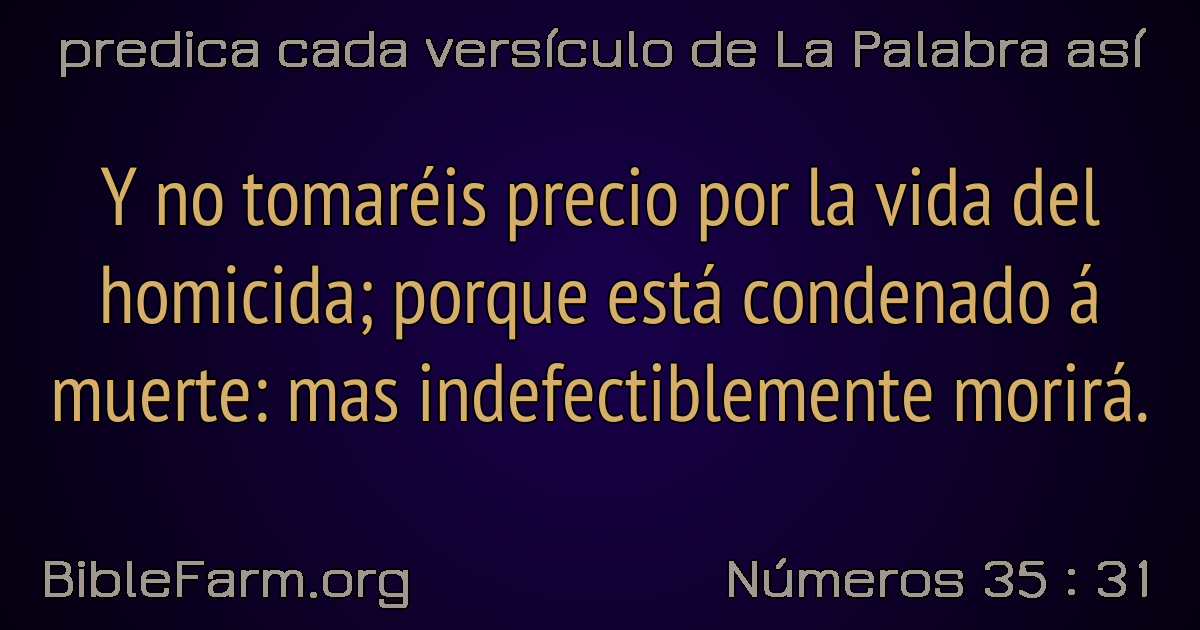 predica cada versículo de La Palabra así
Y no tomaréis precio por la vida del
homicida; porque está condenado á
muerte: mas indefectiblemente morirá.
BibleFarm.org
Números 35 : 31